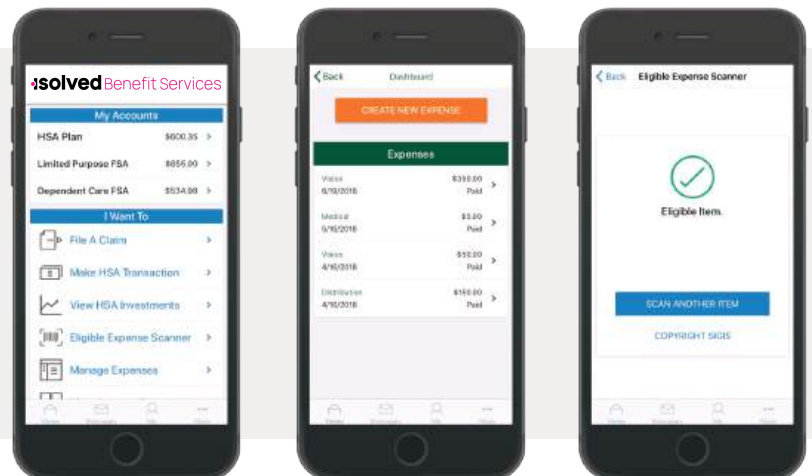 isolved Benefit Services
My Accounts
HSA Plan $600.35 >
Limited Purpose FSA $855.00 >
Dependent Care FSA $534.98 >
I Want To
File A Claim >
Make HSA Transaction >
View HSA Investments >
Eligible Expense Scanner >
Manage Expenses >
Back Dashboard
CREATE NEW EXPENSE
Expenses
Vision $350.00 >
6/19/2018 Paid
Medical $5.00 >
5/16/2018 Paid
Vision $50.00 >
4/16/2018 Paid
Distribution $150.00 >
4/16/2018 Paid
Back Eligible Expense Scanner
Eligible Item.
SCAN ANOTHER ITEM
COPYRIGHT SIGIS